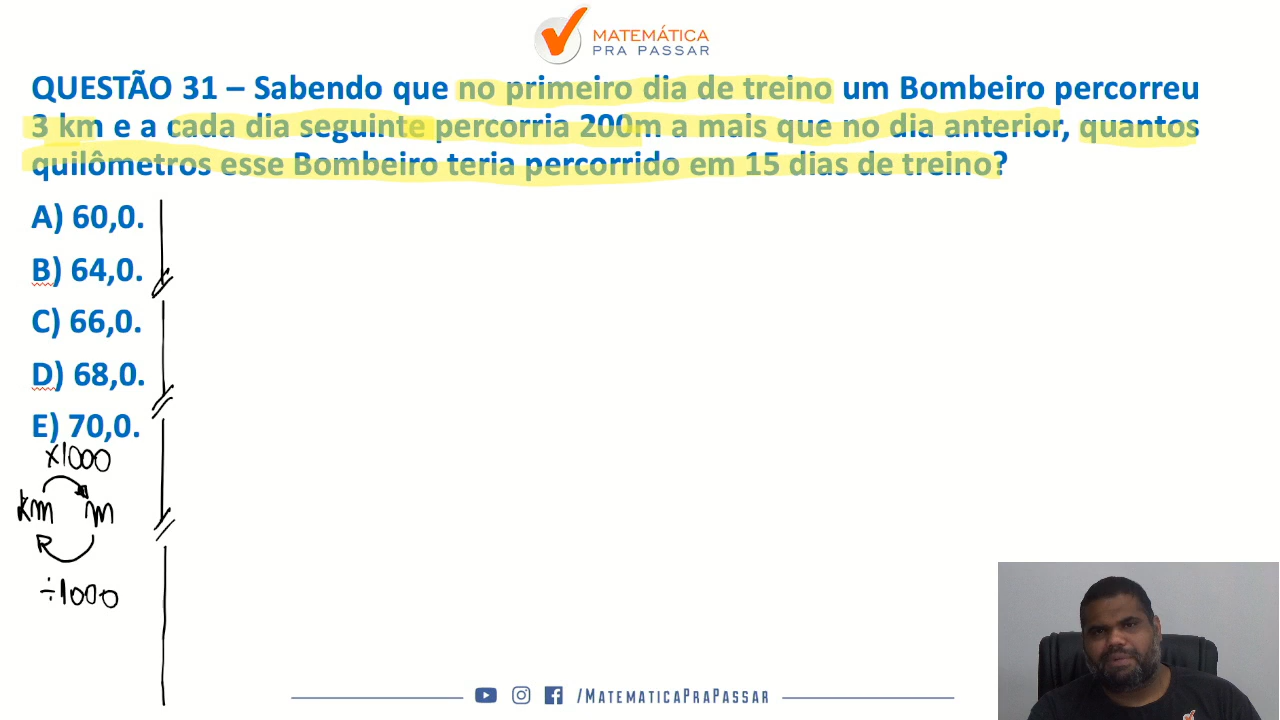 MATEMÁTICA
PRA PASSAR
QUESTÃO 31 – Sabendo que no primeiro dia de treino um Bombeiro percorreu
3 km e a cada dia seguinte percorria 200m a mais que no dia anterior, quantos
quilômetros esse Bombeiro teria percorrido em 15 dias de treino?
A) 60,0.
B) 64,0.
C) 66,0.
D) 68,0.
E) 70,0.
×1000
km m
÷1000
/MatematicaPraPassar